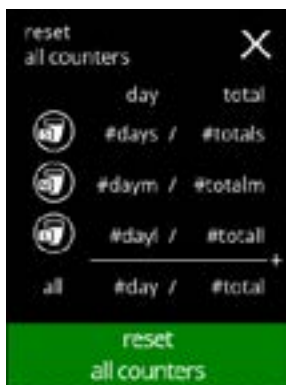 reset
all counters
day total
#days / #totals
#daym / #totalm
#dayl / #totall
+
all #day / #total
reset
all counters